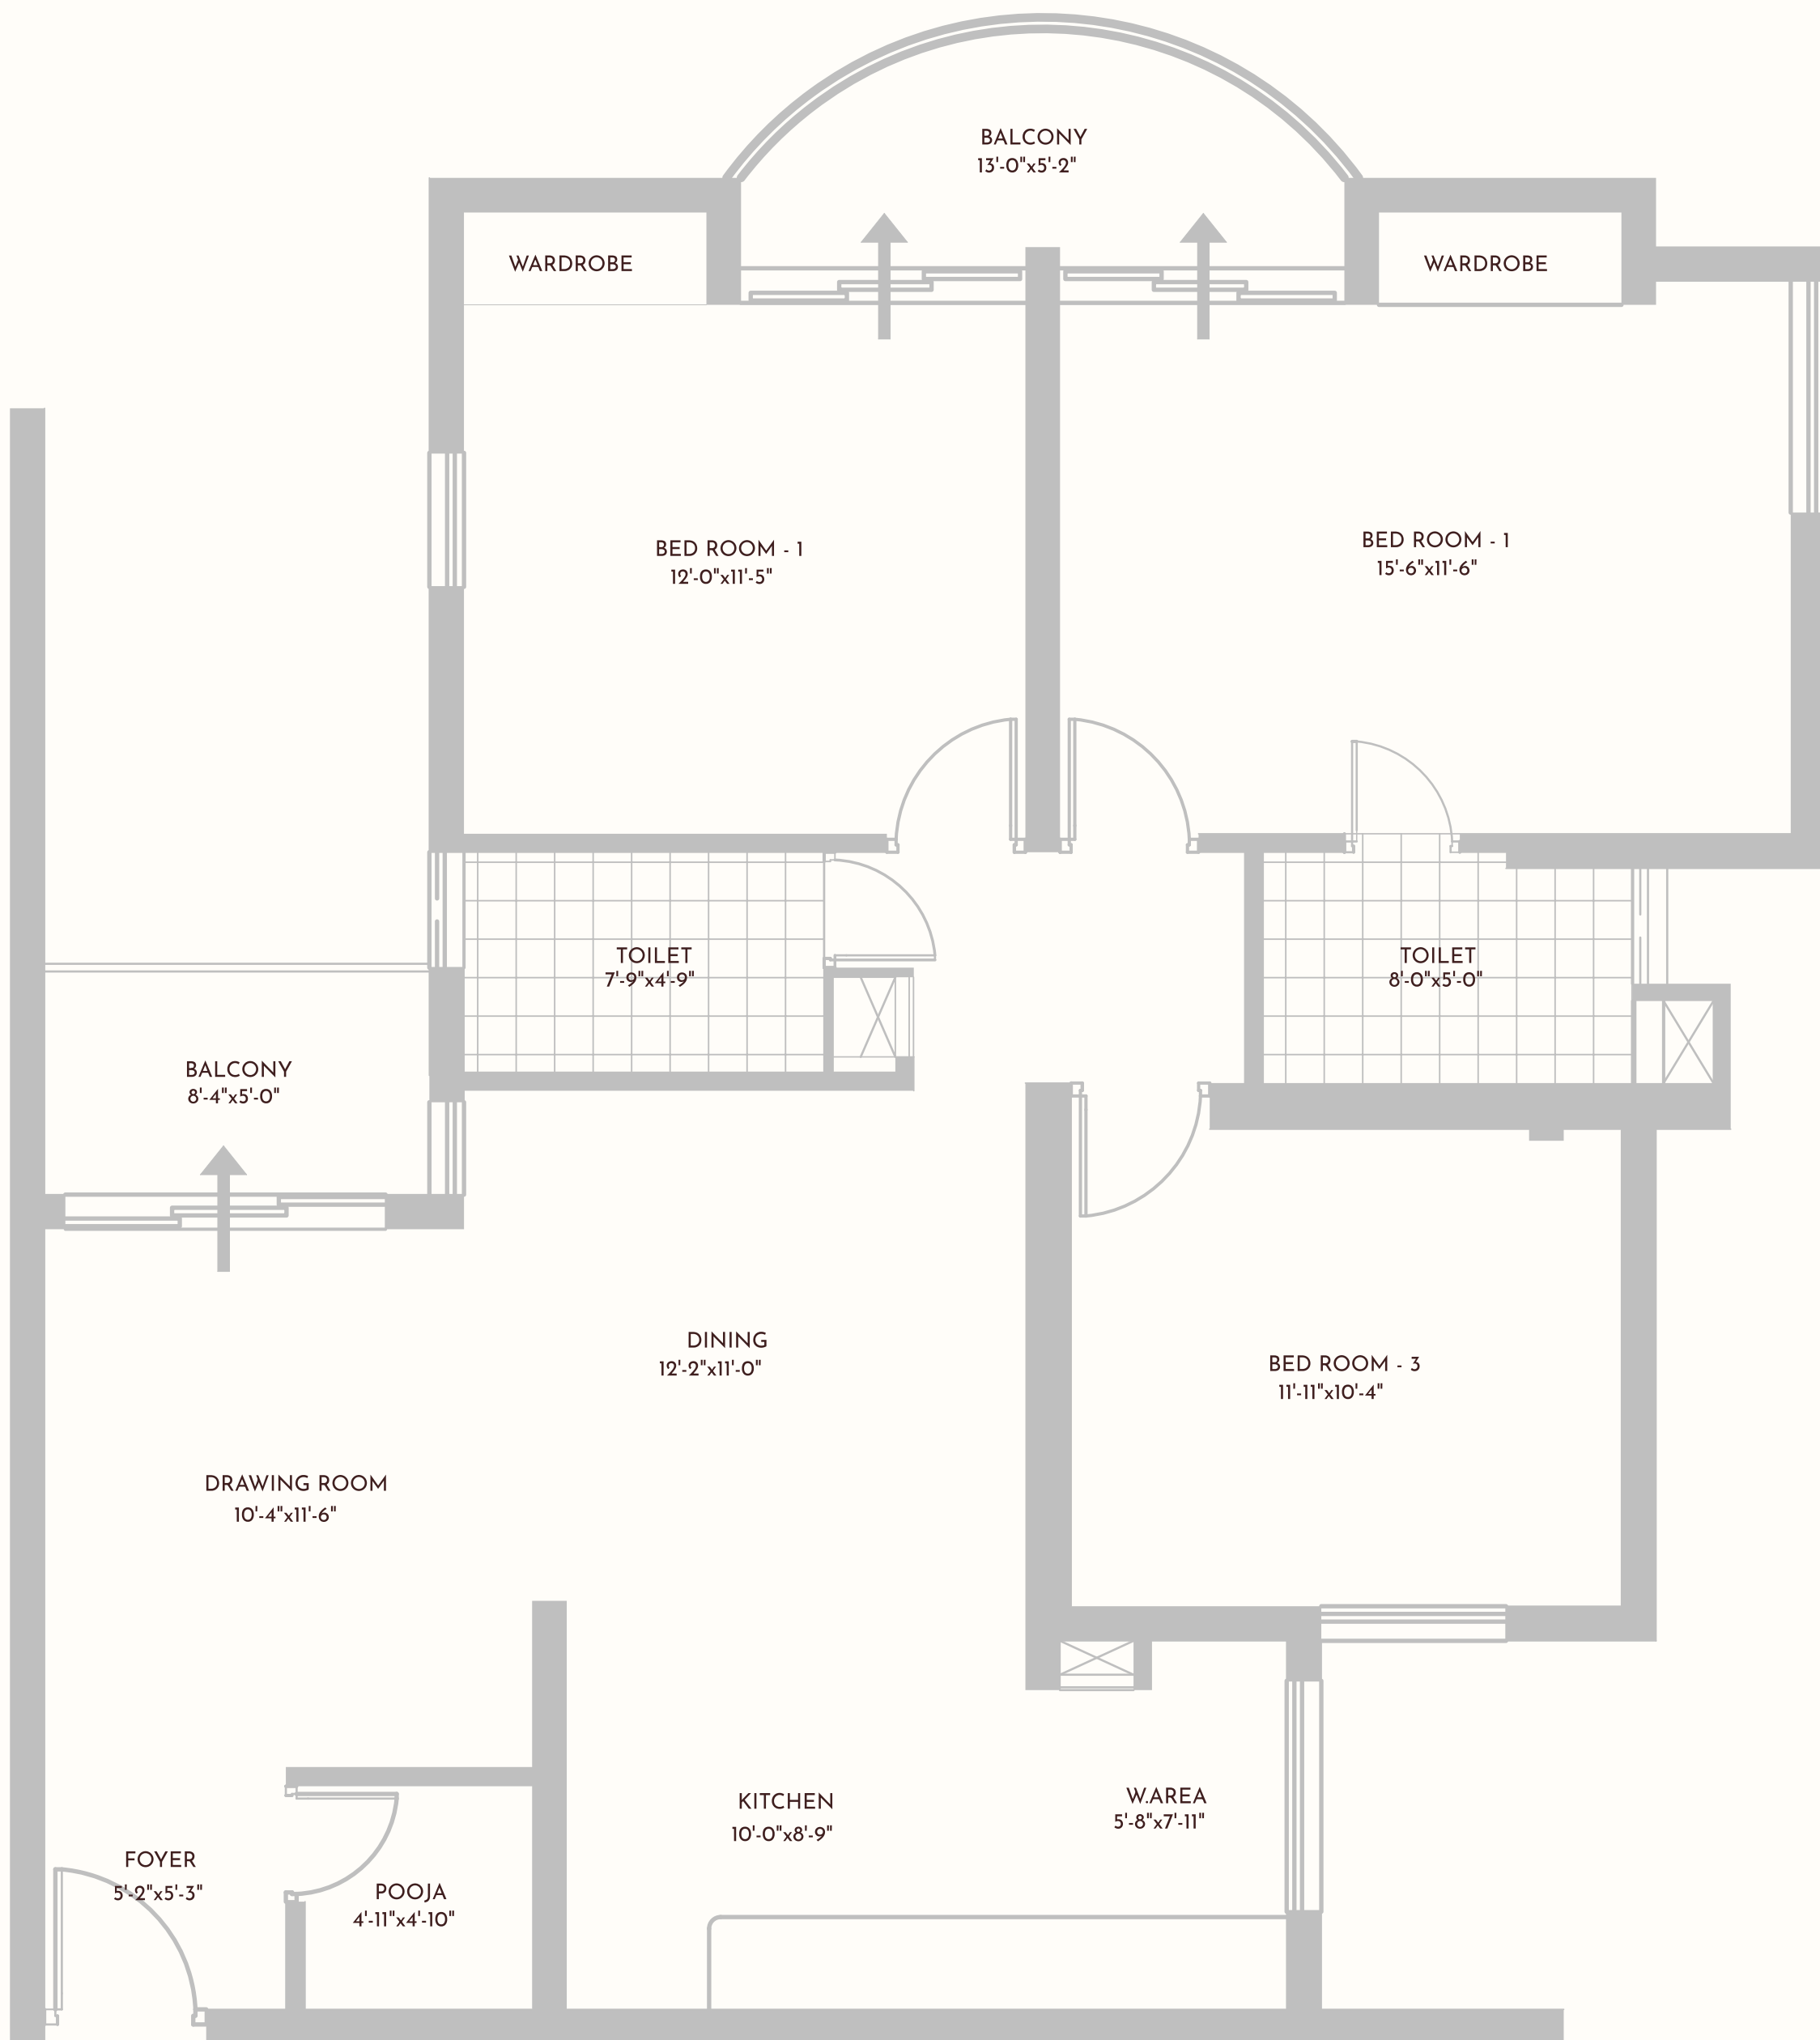 BALCONY
13'-0"x5'-2"
WARDROBE
WARDROBE
BED ROOM - 1
12'-0"x11'-5"
BED ROOM - 1
15'-6"x11'-6"
TOILET
7'-9"x4'-9"
TOILET
8'-0"x5'-0"
BALCONY
8'-4"x5'-0"
DINING
12'-2"x11'-0"
BED ROOM - 3
11'-11"x10'-4"
DRAWING ROOM
10'-4"x11'-6"
KITCHEN
10'-0"x8'-9"
W.AREA
5'-8"x7'-11"
FOYER
5'-2"x5'-3"
POOJA
4'-11"x4'-10"